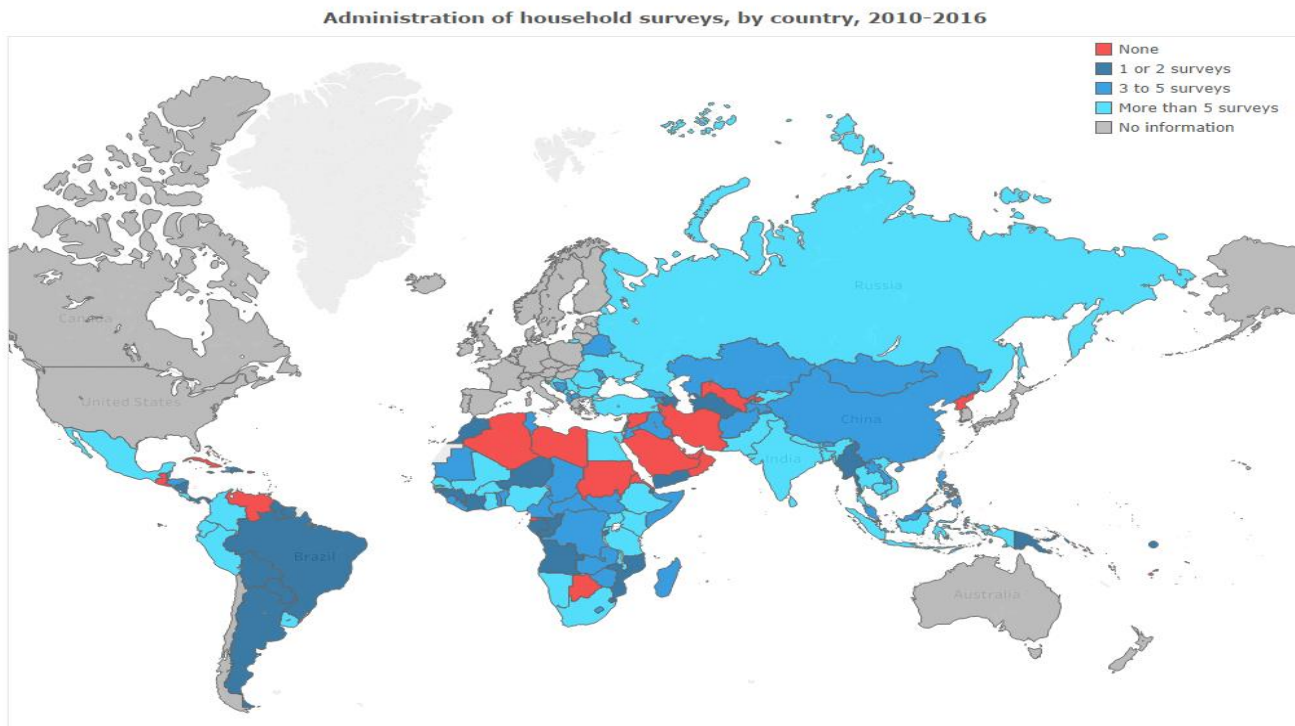 Administration of household surveys, by country, 2010-2016
None
1 or 2 surveys
3 to 5 surveys
More than 5 surveys
No information
Russia
Canada
United States
China
India
Brazil
Australia